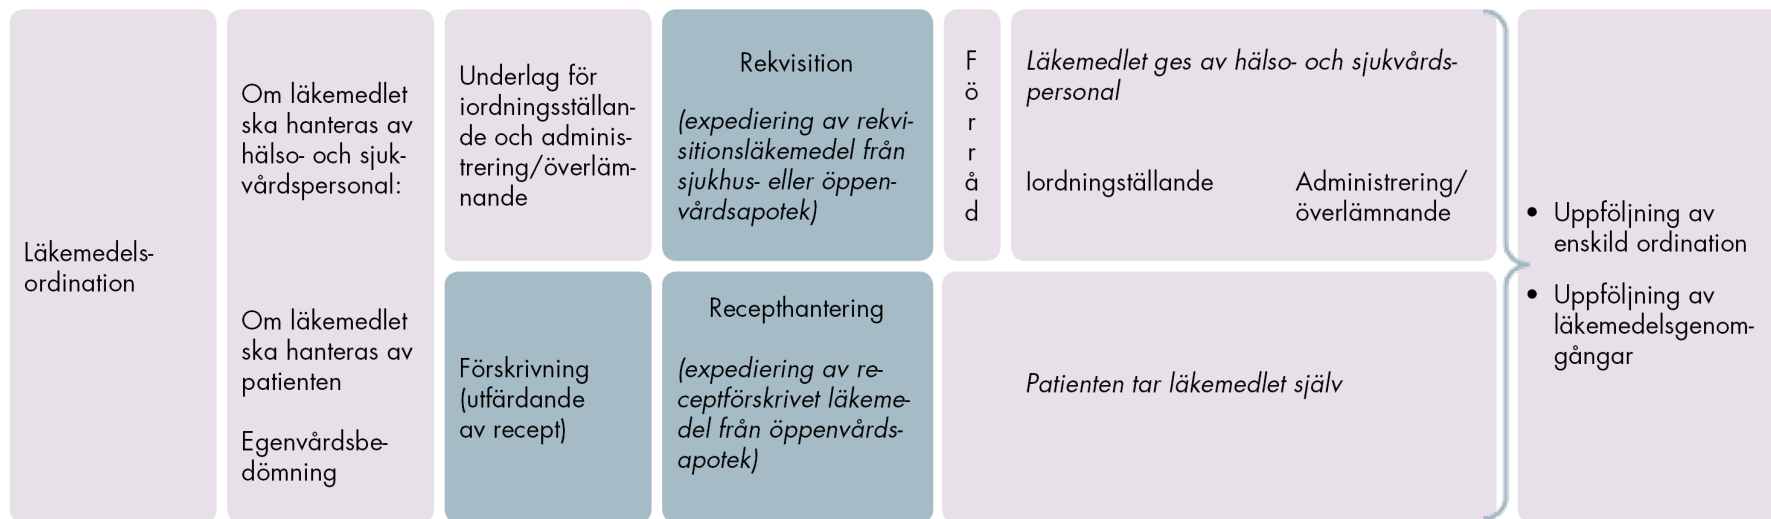 Läkemedels-
ordination
Om läkemedlet
ska hanteras av
hälso- och sjuk-
vårdspersonal:
Om läkemedlet
ska hanteras av
patienten
Egenvårdsbe-
dömning
Underlag för
iordningsställan-
de och adminis-
trering/överläm-
nande
Förskrivning
(utfärdande
av recept)
Rekvisition
(expediering av rekvi-
sitionsläkemedel från
sjukhus- eller öppen-
vårdsapotek)
Recepthantering
(expediering av re-
ceptförskrivet läkeme-
del från öppenvårds-
apotek)
F
ö
r
r
å
d
Läkemedlet ges av hälso- och sjukvårds-
personal
Iordningställande
Administrering/
överlämnande
Patienten tar läkemedlet själv
• Uppföljning av
enskild ordination
• Uppföljning av
läkemedelsgenom-
gångar